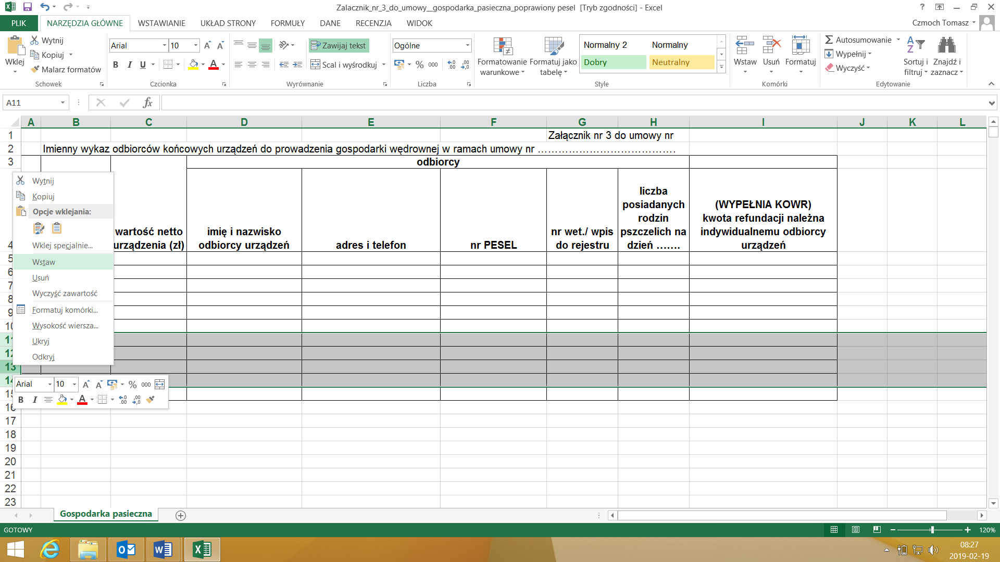 Zalacznik_nr_3_do_umowy__gospodarka_pasieczna_poprawiony pesel [Tryb zgodności] - Excel
PLIK NARZĘDZIA GŁÓWNE WSTAWIANIE UKŁAD STRONY FORMUŁY DANE RECENZJA WIDOK Czmoch Tomasz
Wklej
Wytnij
Kopiuj
Malarz formatów
Schowek
Arial 10
B I U
Czcionka
Zawijaj tekst
Scal i wyśrodkuj
Wyrównanie
Ogólne
% 000
Liczba
Formatowanie warunkowe
Formatuj jako tabelę
Normalny 2 Normalny
Dobry Neutralny
Style
Wstaw Usuń Formatuj
Komórki
Autosumowanie
Wypełnij
Wyczyść
Sortuj i filtruj
Znajdź i zaznacz
Edytowanie
A11 fx
A B C D E F G H I J K L
1 Załącznik nr 3 do umowy nr
2 Imienny wykaz odbiorców końcowych urządzeń do prowadzenia gospodarki wędrownej w ramach umowy nr ………………………………….
3 odbiorcy
4
wartość netto
urządzenia (zł)
imię i nazwisko
odbiorcy urządzeń
adres i telefon
nr PESEL
nr wet./ wpis
do rejestru
liczba
posiadanych
rodzin
pszczelich na
dzień …….
(WYPEŁNIA KOWR)
kwota refundacji należna
indywidualnemu odbiorcy
urządzeń
Wytnij
Kopiuj
Opcje wklejania:
Wklej specjalnie...
Wstaw
Usuń
Wyczyść zawartość
Formatuj komórki...
Wysokość wiersza...
Ukryj
Odkryj
Arial 10 % 000
B I A
5
6
7
8
9
10
11
12
13
14
15
16
17
18
19
20
21
22
23
Gospodarka pasieczna
GOTOWY 120%
08:27
2019-02-19